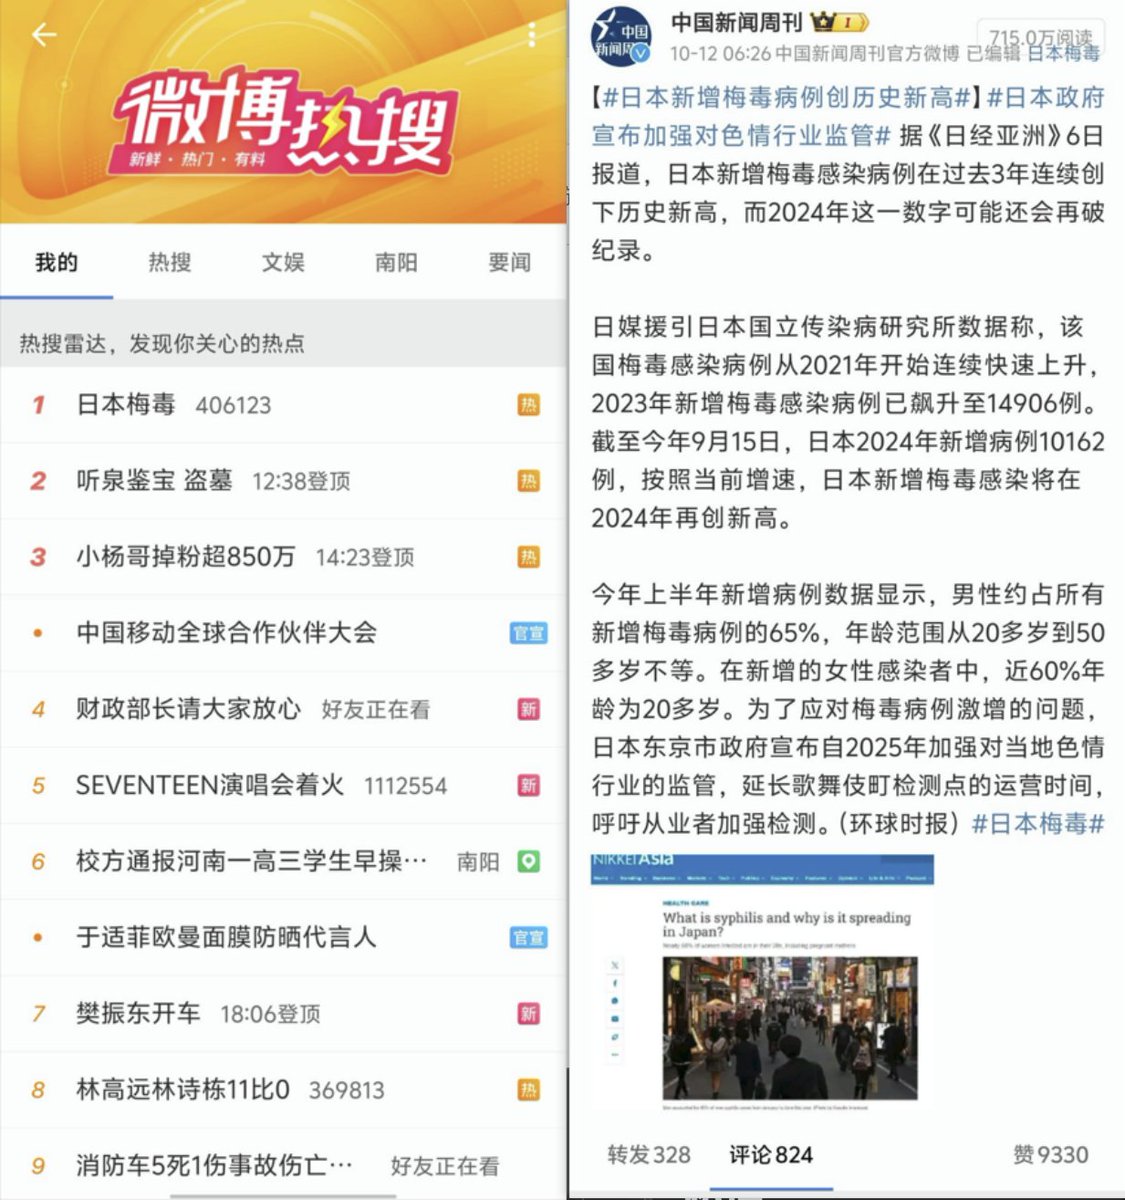 微博热搜
新鲜·热门·有料
我的 热搜 文娱 南阳 要闻
热搜雷达，发现你关心的热点
1 日本梅毒 406123 热
2 听泉鉴宝 盗墓 12:38登顶 热
3 小杨哥掉粉超850万 14:23登顶 热
• 中国移动全球合作伙伴大会 官宣
4 财政部长请大家放心 好友正在看 新
5 SEVENTEEN演唱会着火 1112554 新
6 校方通报河南一高三学生早操… 南阳
• 于适菲欧曼面膜防晒代言人 官宣
7 樊振东开车 18:06登顶 新
8 林高远林诗栋11比0 369813 热
9 消防车5死1伤事故伤亡… 好友正在看
中国新闻周刊
中国新闻周刊 I
715.0万阅读
10-12 06:26 中国新闻周刊官方微博 已编辑 日本梅毒
【#日本新增梅毒病例创历史新高#】#日本政府
宣布加强对色情行业监管# 据《日经亚洲》6日
报道，日本新增梅毒感染病例在过去3年连续创
下历史新高，而2024年这一数字可能还会再破
纪录。
日媒援引日本国立传染病研究所数据称，该
国梅毒感染病例从2021年开始连续快速上升，
2023年新增梅毒感染病例已飙升至14906例。
截至今年9月15日，日本2024年新增病例10162
例，按照当前增速，日本新增梅毒感染将在
2024年再创新高。
今年上半年新增病例数据显示，男性约占所有
新增梅毒病例的65%，年龄范围从20多岁到50
多岁不等。在新增的女性感染者中，近60%年
龄为20多岁。为了应对梅毒病例激增的问题，
日本东京市政府宣布自2025年加强对当地色情
行业的监管，延长歌舞伎町检测点的运营时间，
呼吁从业者加强检测。（环球时报）#日本梅毒#
NIKKEI Asia
HEALTH CARE
What is syphilis and why is it spreading
in Japan?
转发 328 评论 824 赞 9330